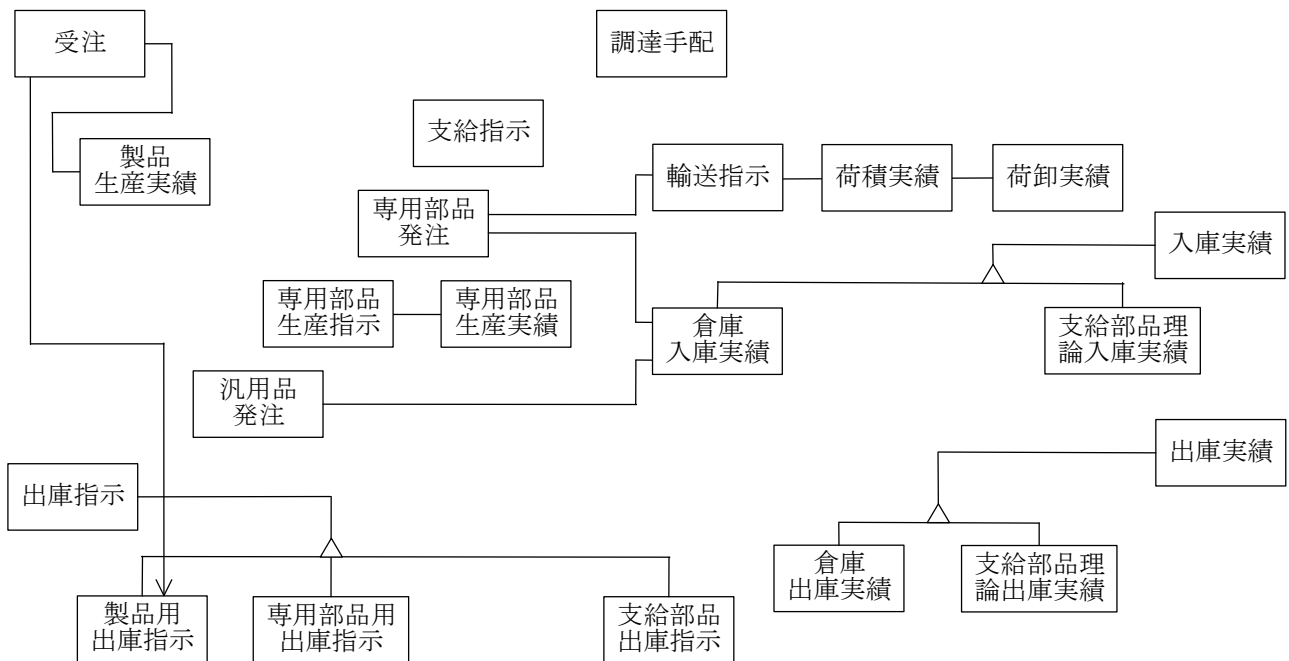 受注
調達手配
支給指示
製品
生産実績
輸送指示
荷積実績
荷卸実績
専用部品
発注
入庫実績
専用部品
生産指示
専用部品
生産実績
倉庫
入庫実績
支給部品理
論入庫実績
汎用品
発注
出庫実績
出庫指示
倉庫
出庫実績
支給部品理
論出庫実績
製品用
出庫指示
専用部品用
出庫指示
支給部品
出庫指示